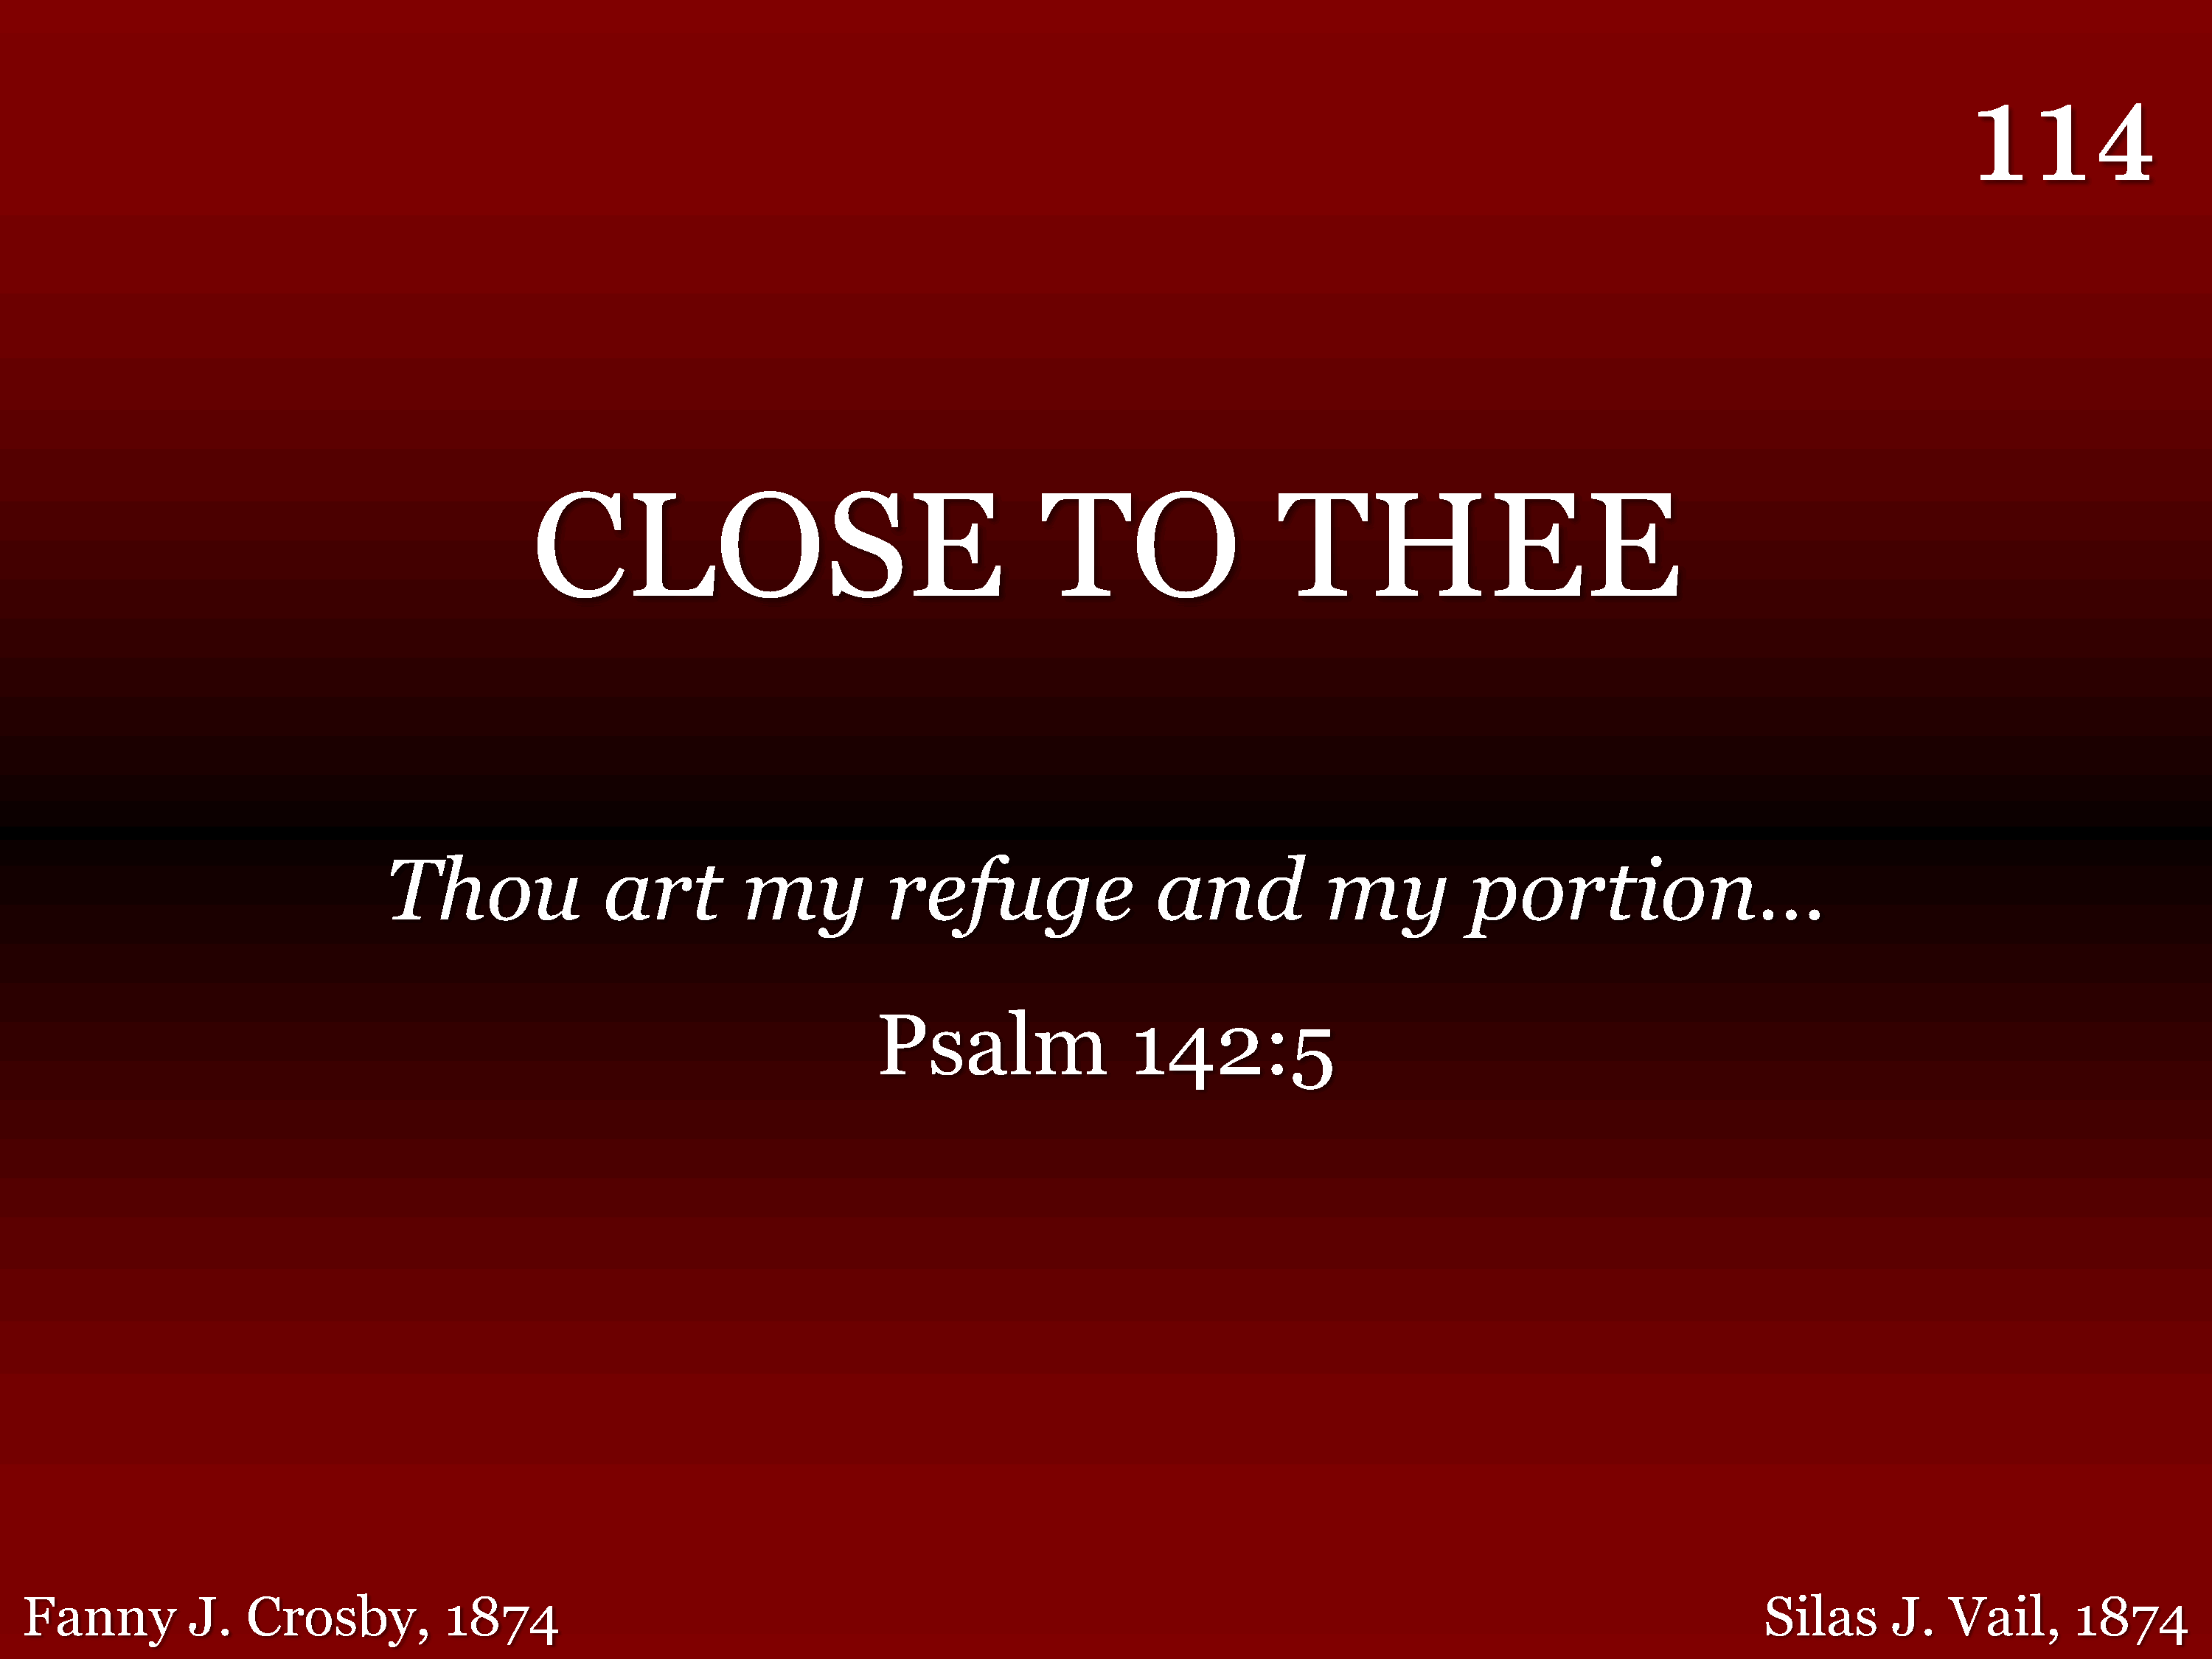 114
CLOSE TO THEE
Thou art my refuge and my portion...
Psalm 142:5
Fanny J. Crosby, 1874
Silas J. Vail, 1874